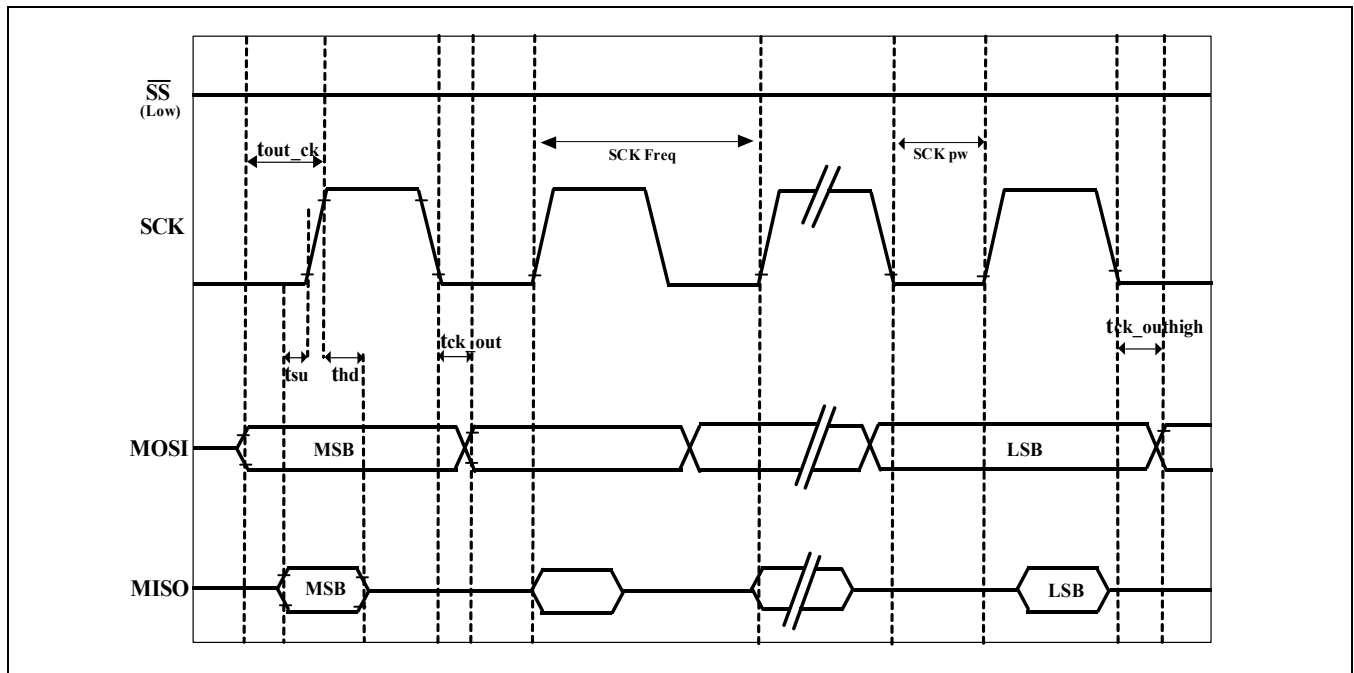 SS
(Low)
tout_ck
SCK Freq
SCK pw
SCK
tck_out
tck_outhigh
tsu
thd
MOSI
MSB
LSB
MISO
MSB
LSB